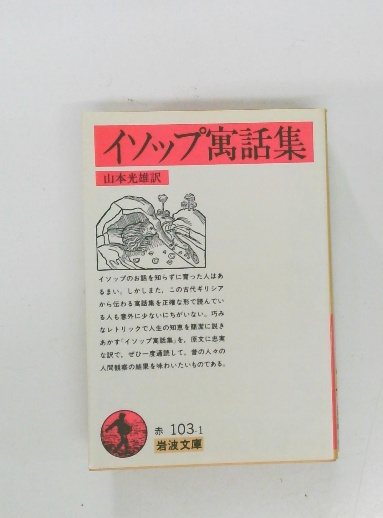 イソップ寓話集
山本光雄訳
イソップのお話を知らずに育った人はあ
るまい。しかしまた、この古代ギリシア
から伝わる寓話集を正確な形で読んでい
る人も意外に少ないにちがいない。巧み
なレトリックで人生の知恵を簡潔に説き
あかす「イソップ寓話集」を、原文に忠実
な訳で、ぜひ一度通読して、昔の人々の
人間観察の結果を味わいたいものである。
赤 103-1
岩波文庫